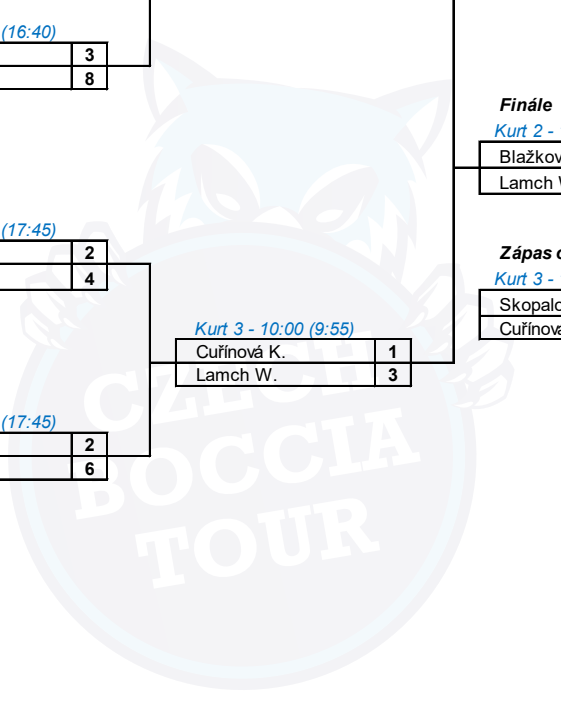 (16:40)
3
8
Finále
Kurt 2 -
Blažkov
Lamch
(17:45)
2
4
Zápas
Kurt 3 -
Skopalo
Cuřínová
Kurt 3 - 10:00 (9:55)
Cuřínová K. 1
Lamch W. 3
(17:45)
2
6
CZECH
BOCCIA
TOUR